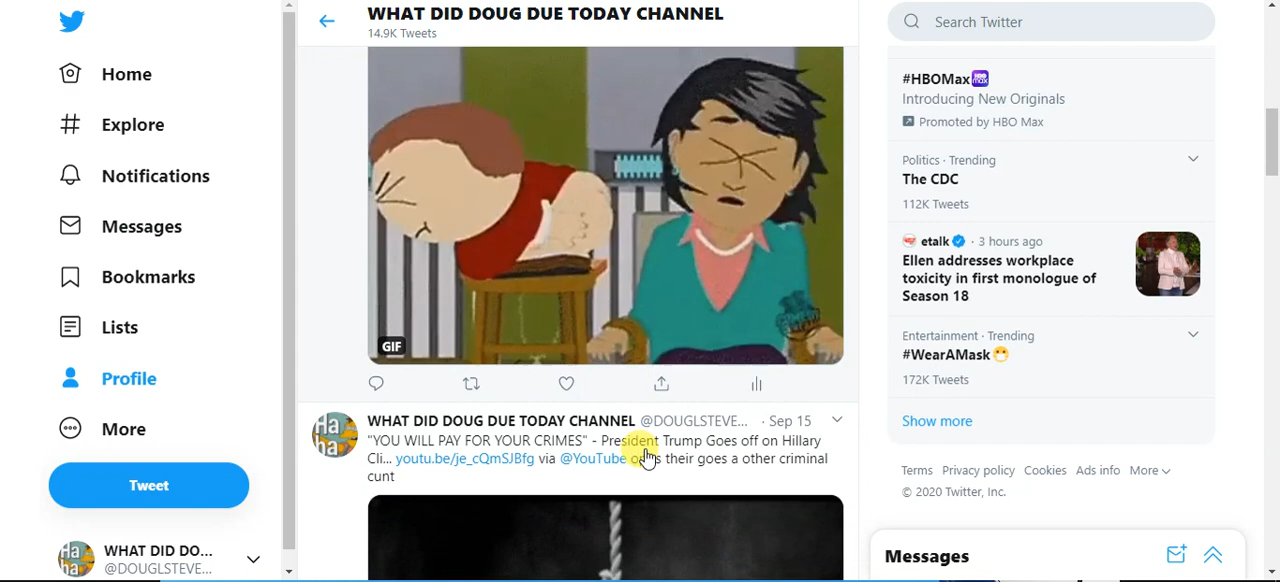 Home
Explore
Notifications
Messages
Bookmarks
Lists
Profile
More
Tweet
WHAT DID DO...
@DOUGLSTEVE...
WHAT DID DOUG DUE TODAY CHANNEL
14.9K Tweets
GIF
WHAT DID DOUG DUE TODAY CHANNEL @DOUGLSTEVE... · Sep 15
"YOU WILL PAY FOR YOUR CRIMES" - President Trump Goes off on Hillary
Cli... youtu.be/je_cQmSJBfg via @YouTube their goes a other criminal
cunt
Ha
ha
Search Twitter
#HBOMax
Introducing New Originals
Promoted by HBO Max
Politics · Trending
The CDC
112K Tweets
etalk · 3 hours ago
Ellen addresses workplace
toxicity in first monologue of
Season 18
Entertainment · Trending
#WearAMask😷
172K Tweets
Show more
Terms Privacy policy Cookies Ads info More
© 2020 Twitter, Inc.
Messages